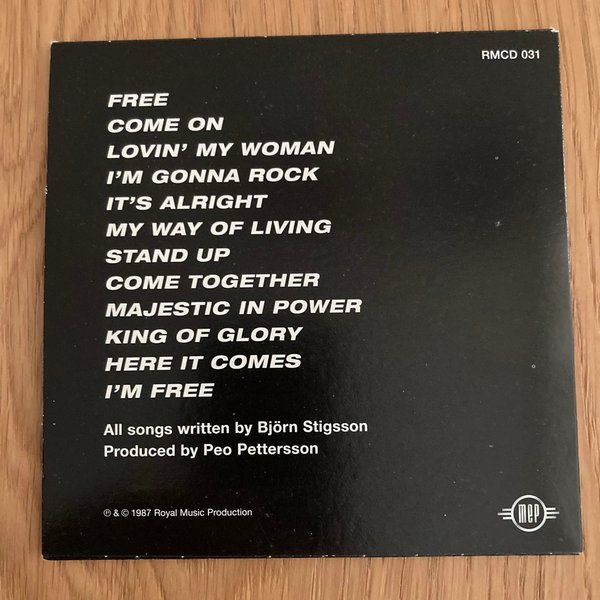 RMCD 031
FREE
COME ON
LOVIN' MY WOMAN
I'M GONNA ROCK
IT'S ALRIGHT
MY WAY OF LIVING
STAND UP
COME TOGETHER
MAJESTIC IN POWER
KING OF GLORY
HERE IT COMES
I'M FREE
All songs written by Björn Stigsson
Produced by Peo Pettersson
℗ & © 1987 Royal Music Production
mep